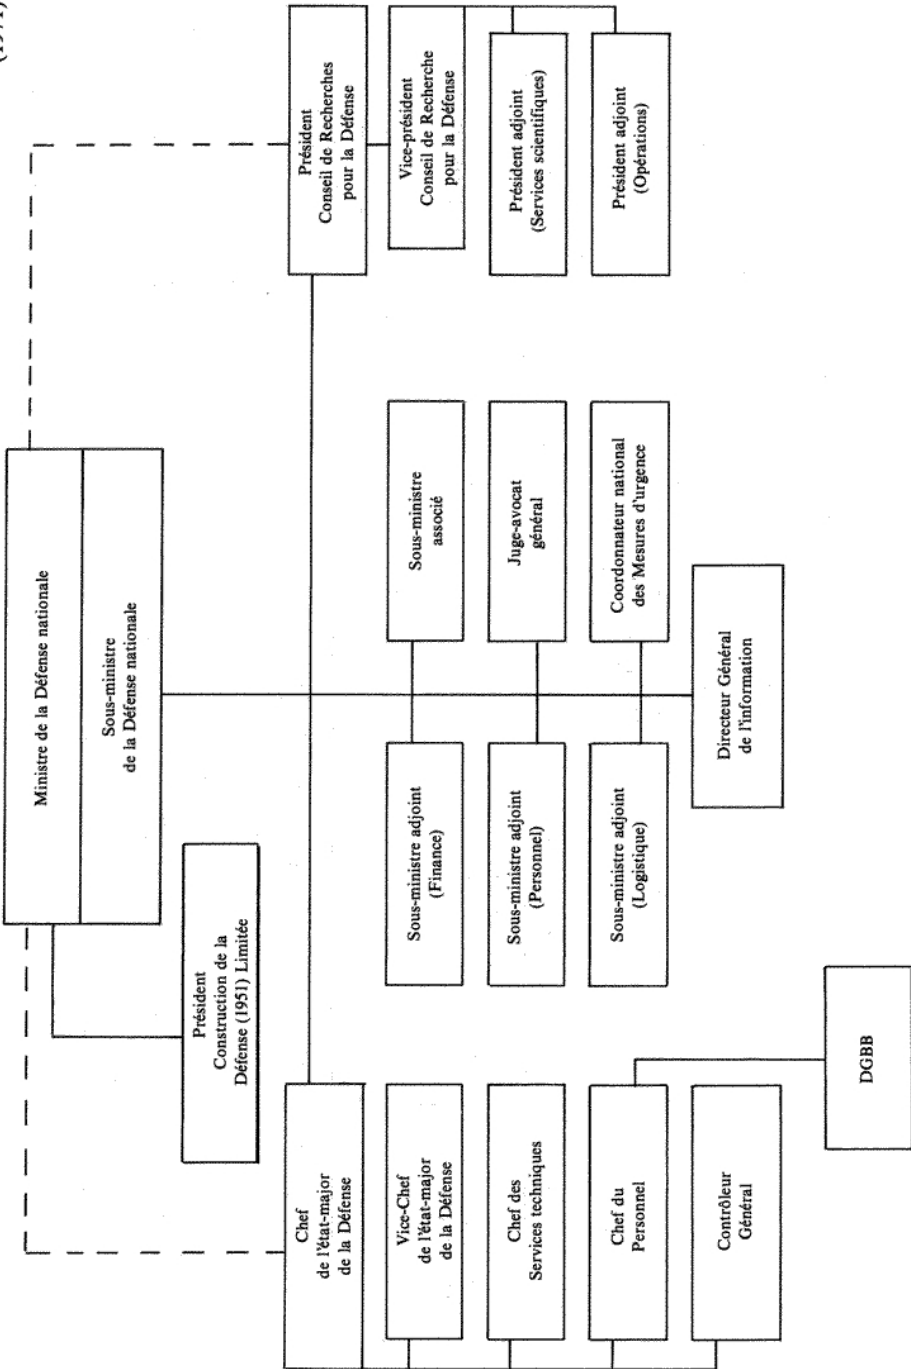 (1971)
Ministre de la Défense nationale
Sous-ministre
de la Défense nationale
Président
Construction de la
Défense (1951) Limitée
Chef
de l'état-major
de la Défense
Président
Conseil de Recherches
pour la Défense
Vice-Chef
de l'état-major
de la Défense
Sous-ministre adjoint
(Finance)
Sous-ministre
associé
Vice-président
Conseil de Recherche
pour la Défense
Chef des
Services techniques
Sous-ministre adjoint
(Personnel)
Juge-avocat
général
Président adjoint
(Services scientifiques)
Chef du
Personnel
Sous-ministre adjoint
(Logistique)
Coordonnateur national
des Mesures d'urgence
Président adjoint
(Opérations)
Contrôleur
Général
Directeur Général
de l'information
DGBB